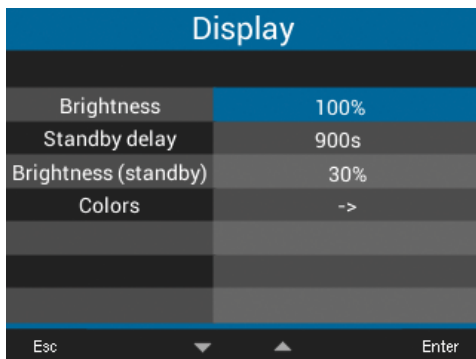 Display
Brightness 100%
Standby delay 900s
Brightness (standby) 30%
Colors ->
Esc Enter